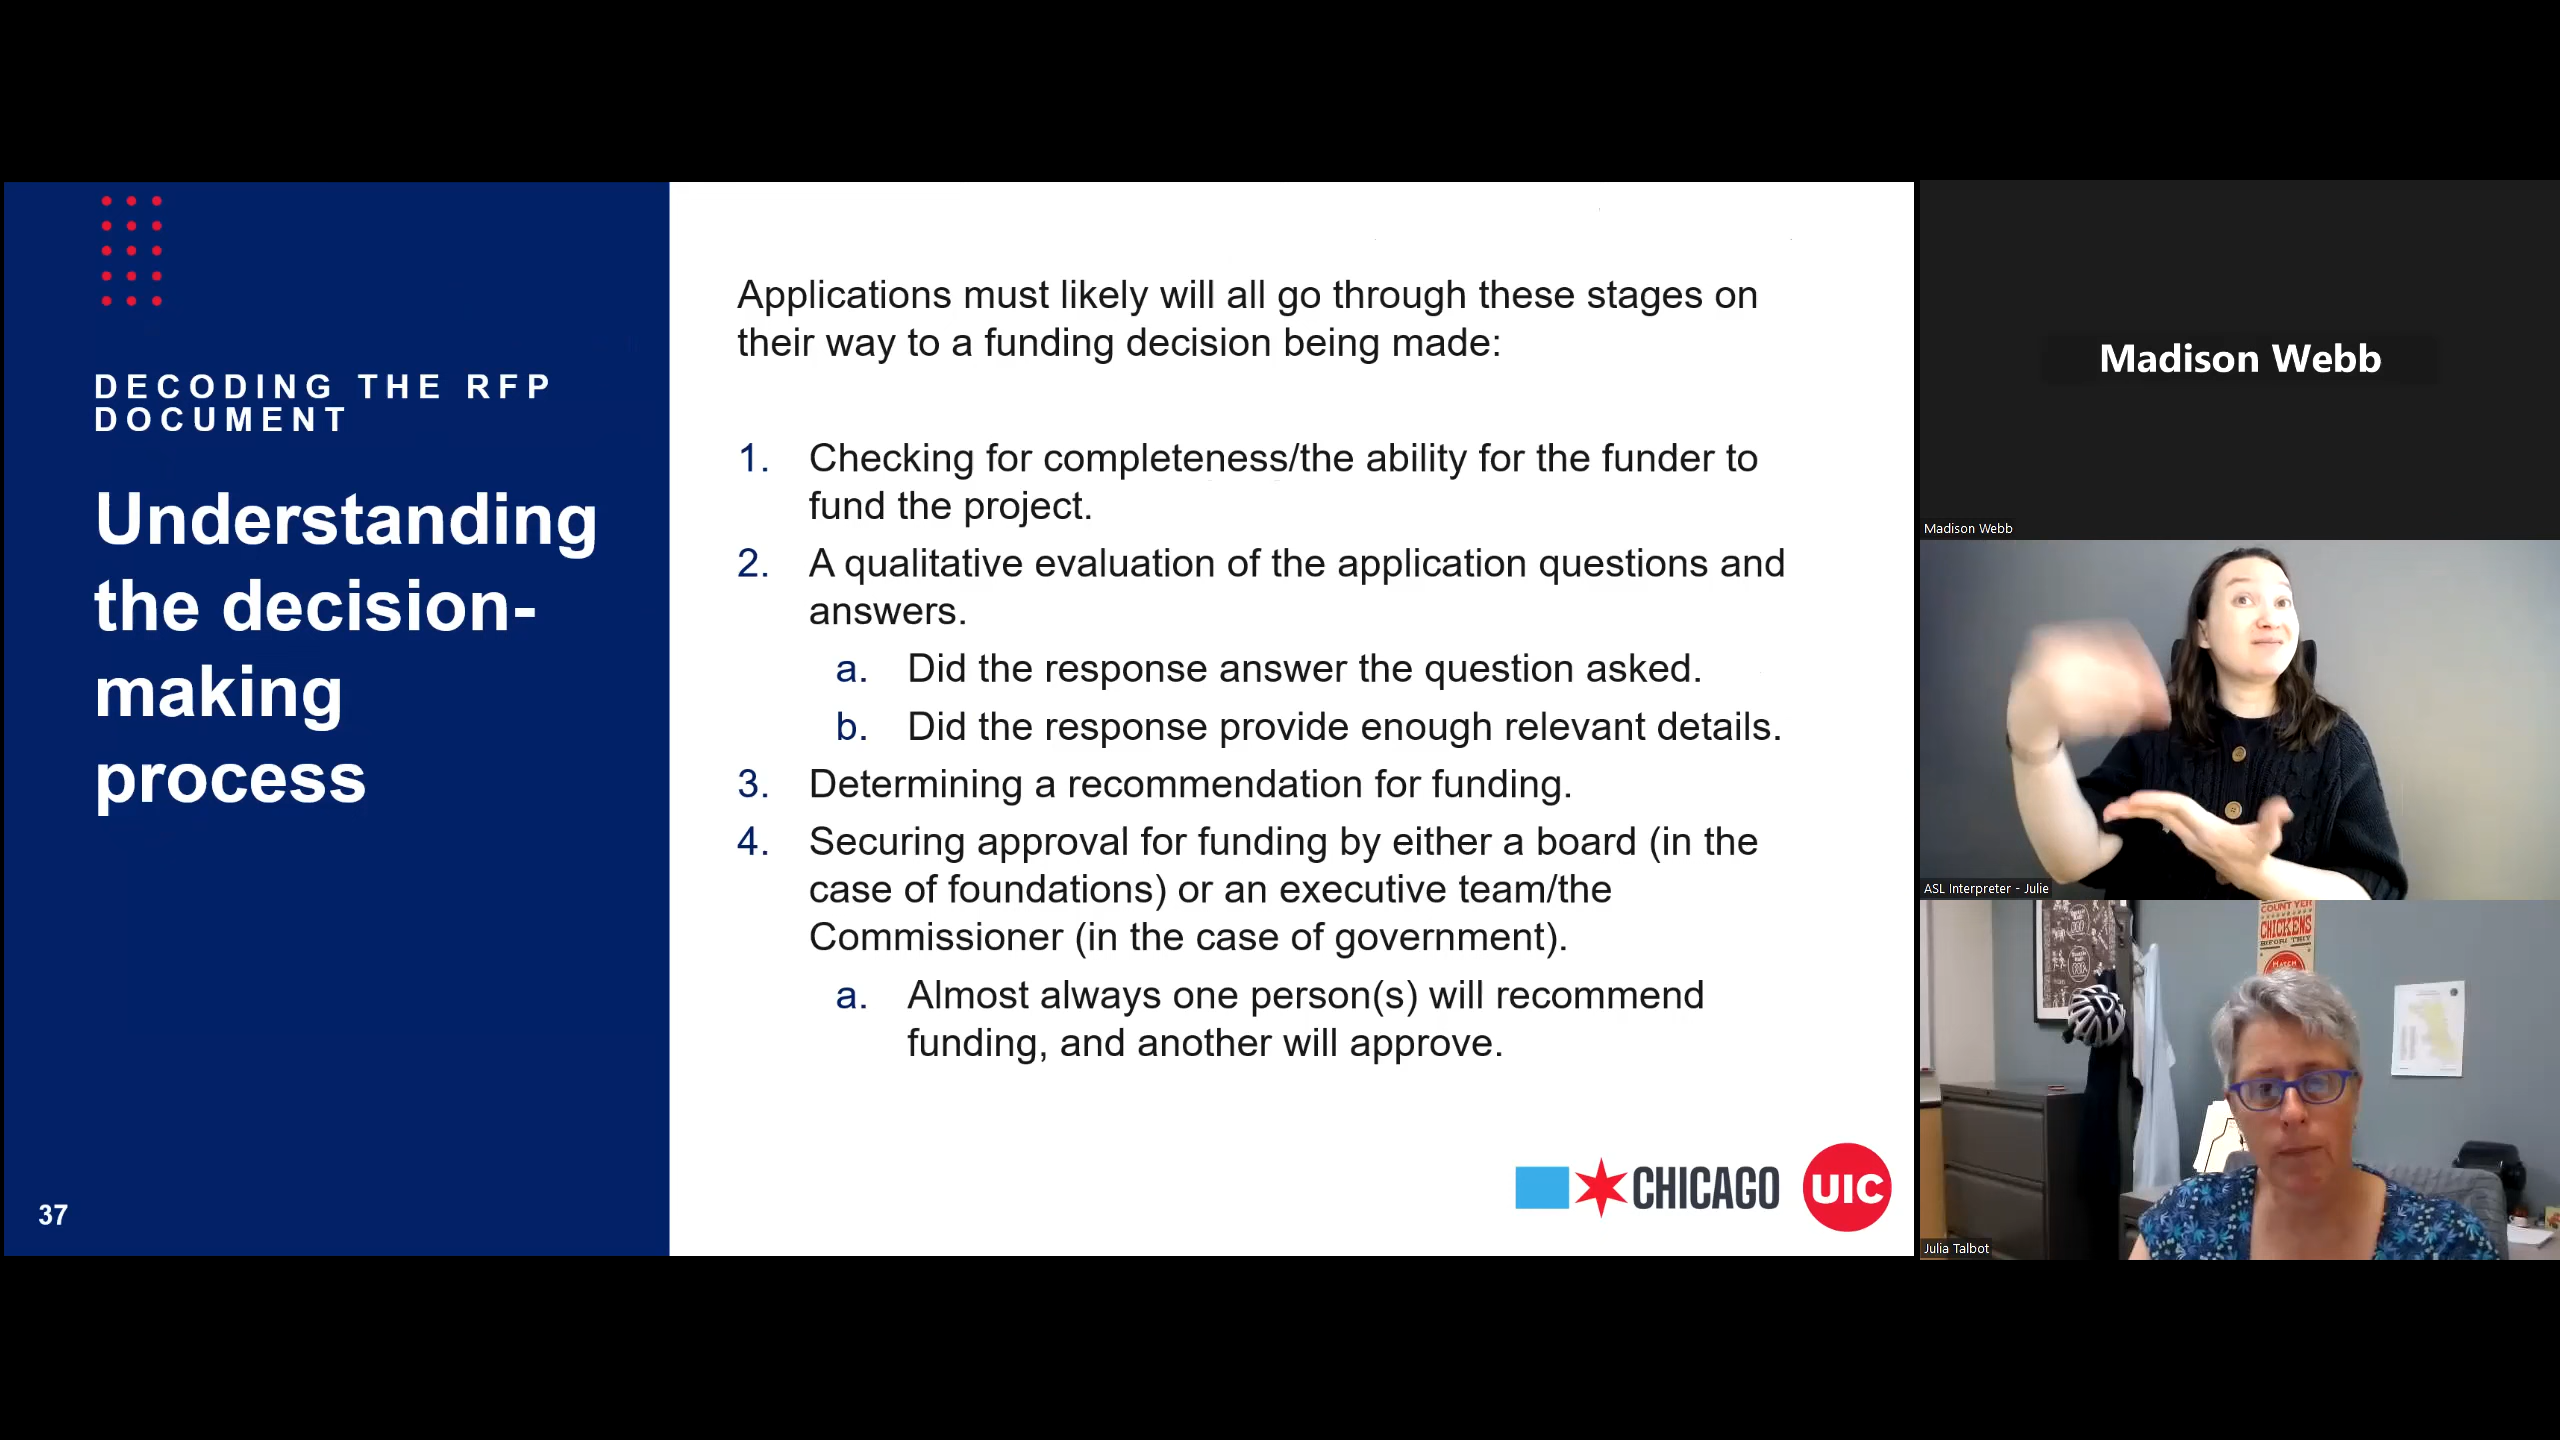 DECODING THE RFP
DOCUMENT
Understanding
the decision-
making
process
37
Applications must likely will all go through these stages on
their way to a funding decision being made:
1. Checking for completeness/the ability for the funder to
fund the project.
2. A qualitative evaluation of the application questions and
answers.
a. Did the response answer the question asked.
b. Did the response provide enough relevant details.
3. Determining a recommendation for funding.
4. Securing approval for funding by either a board (in the
case of foundations) or an executive team/the
Commissioner (in the case of government).
a. Almost always one person(s) will recommend
funding, and another will approve.
CHICAGO
UIC
Madison Webb
Madison Webb
ASL Interpreter - Julie
COUNT YER
CHICKENS
BEFORE THEY
HATCH
Julia Talbot